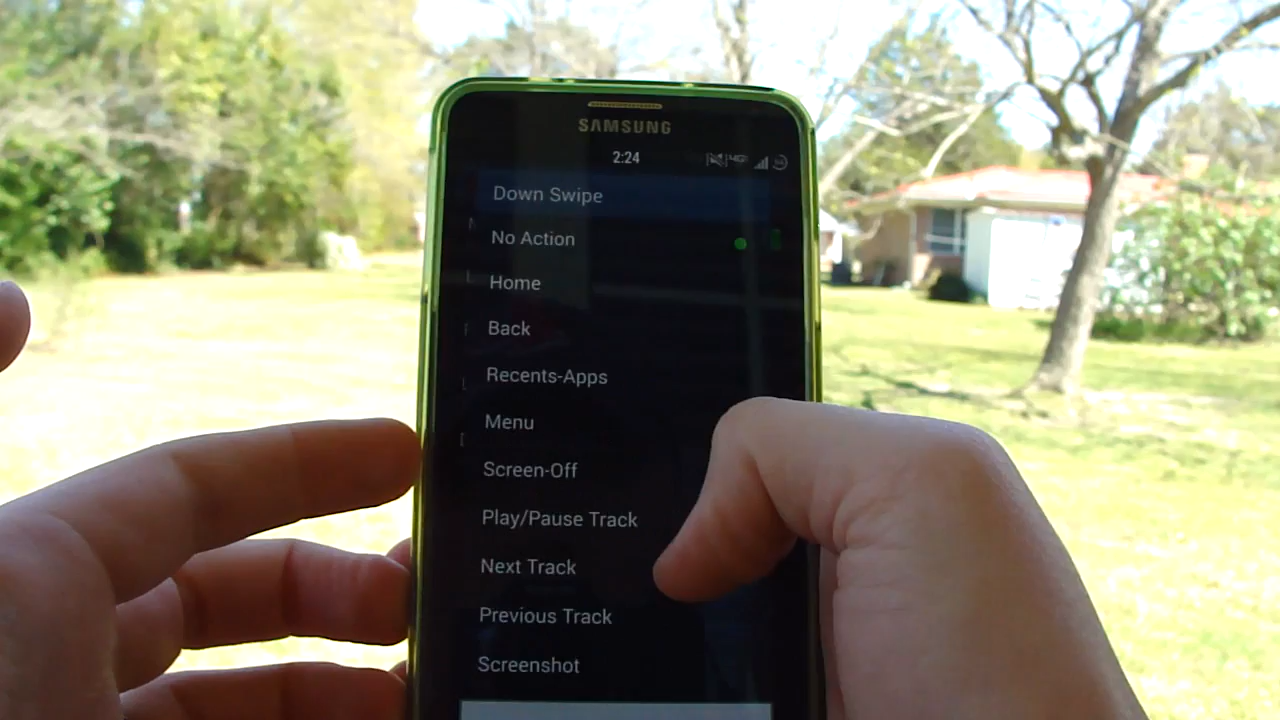 SAMSUNG
2:24
Down Swipe
No Action
Home
Back
Recents-Apps
Menu
Screen-Off
Play/Pause Track
Next Track
Previous Track
Screenshot